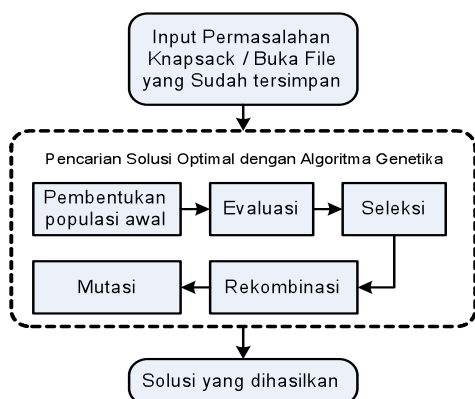 Input Permasalahan
Knapsack / Buka File
yang Sudah tersimpan
Pencarian Solusi Optimal dengan Algoritma Genetika
Pembentukan
populasi awal
Evaluasi
Seleksi
Rekombinasi
Mutasi
Solusi yang dihasilkan